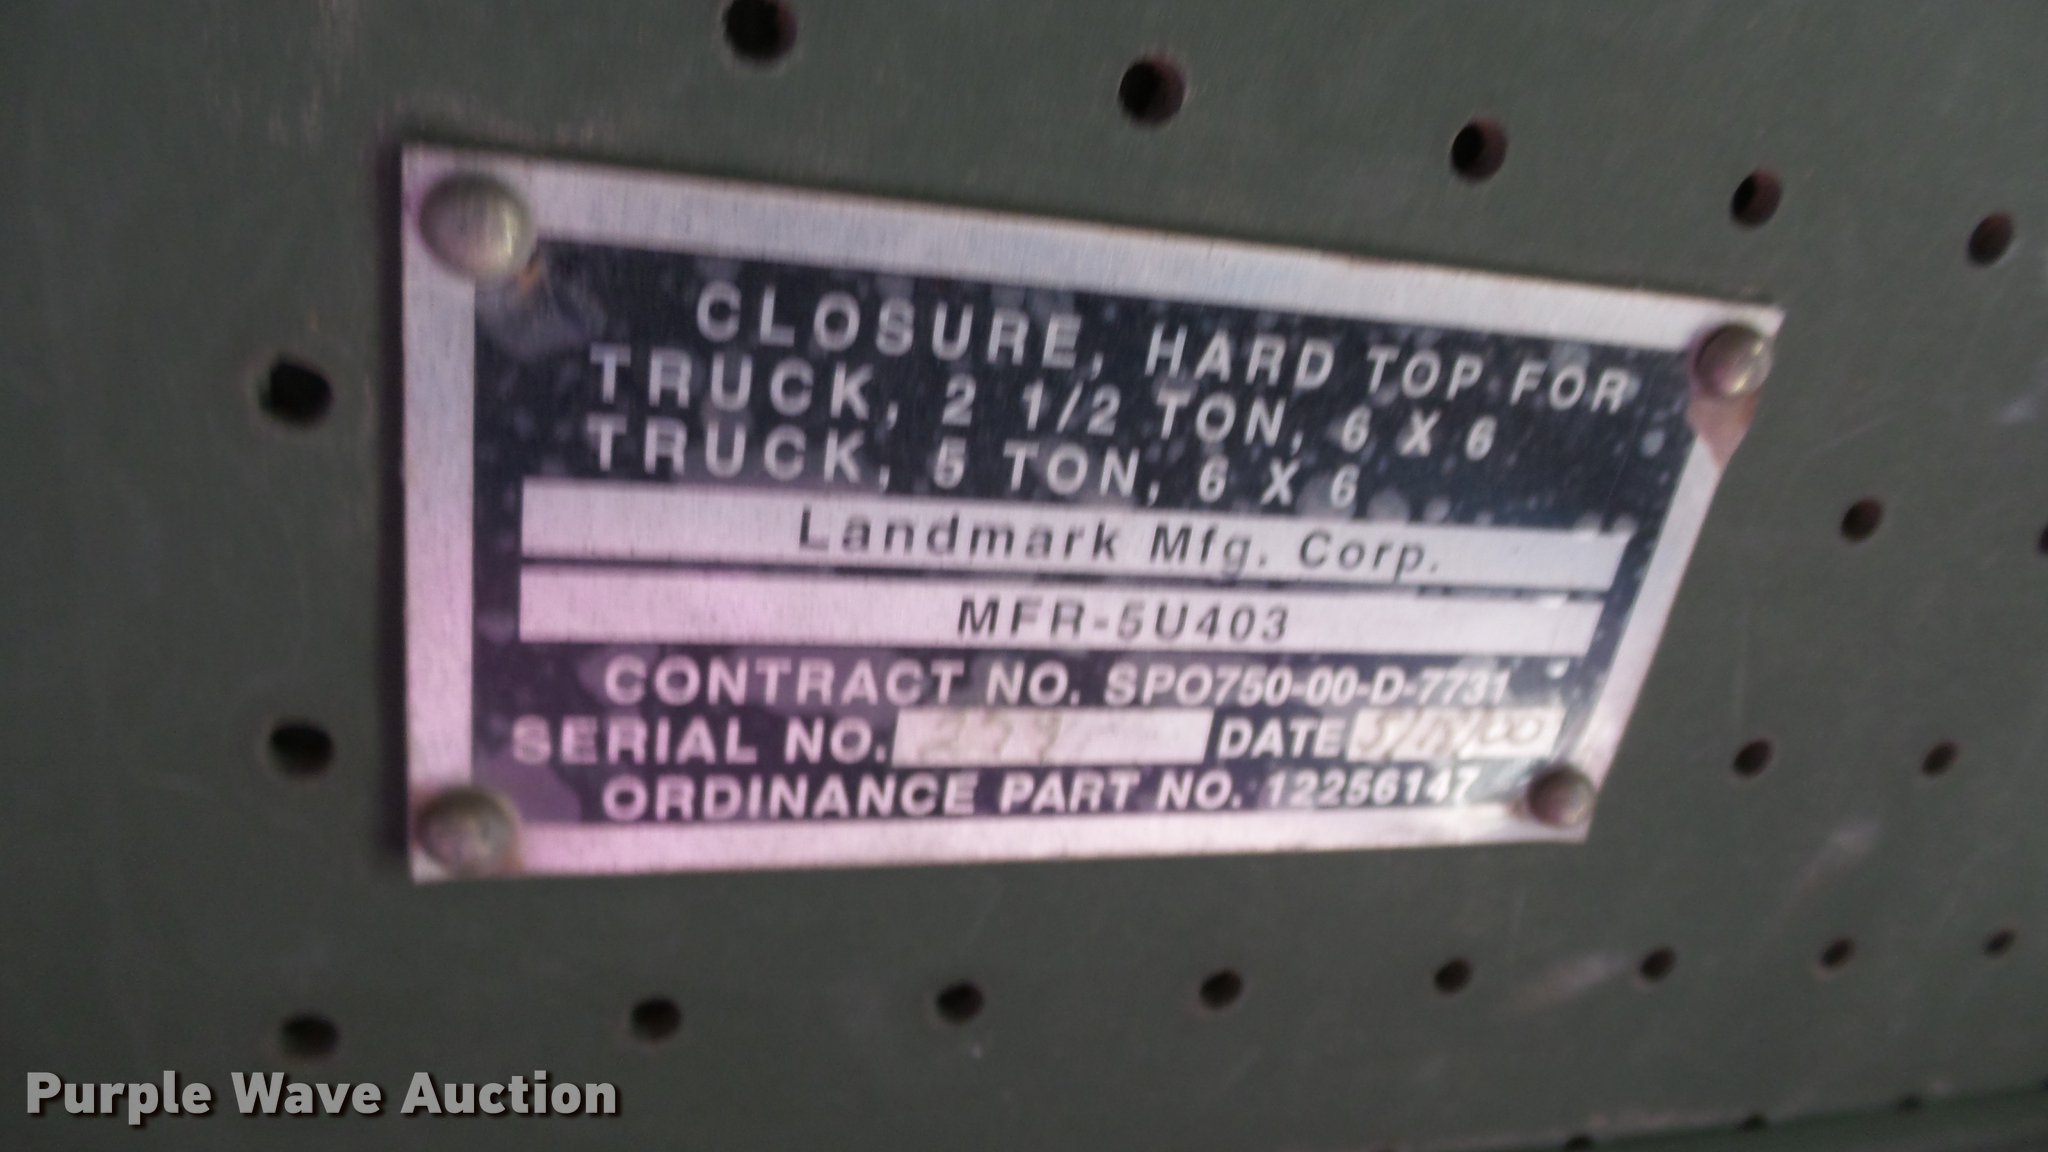 CLOSURE, HARD TOP FOR
TRUCK, 2 1/2 TON, 6 X 6
TRUCK, 5 TON, 6 X 6
Landmark Mfg. Corp.
MFR-5U403
CONTRACT NO. SPO750-00-D-7731
SERIAL NO. DATE
ORDINANCE PART NO. 12256147
Purple Wave Auction